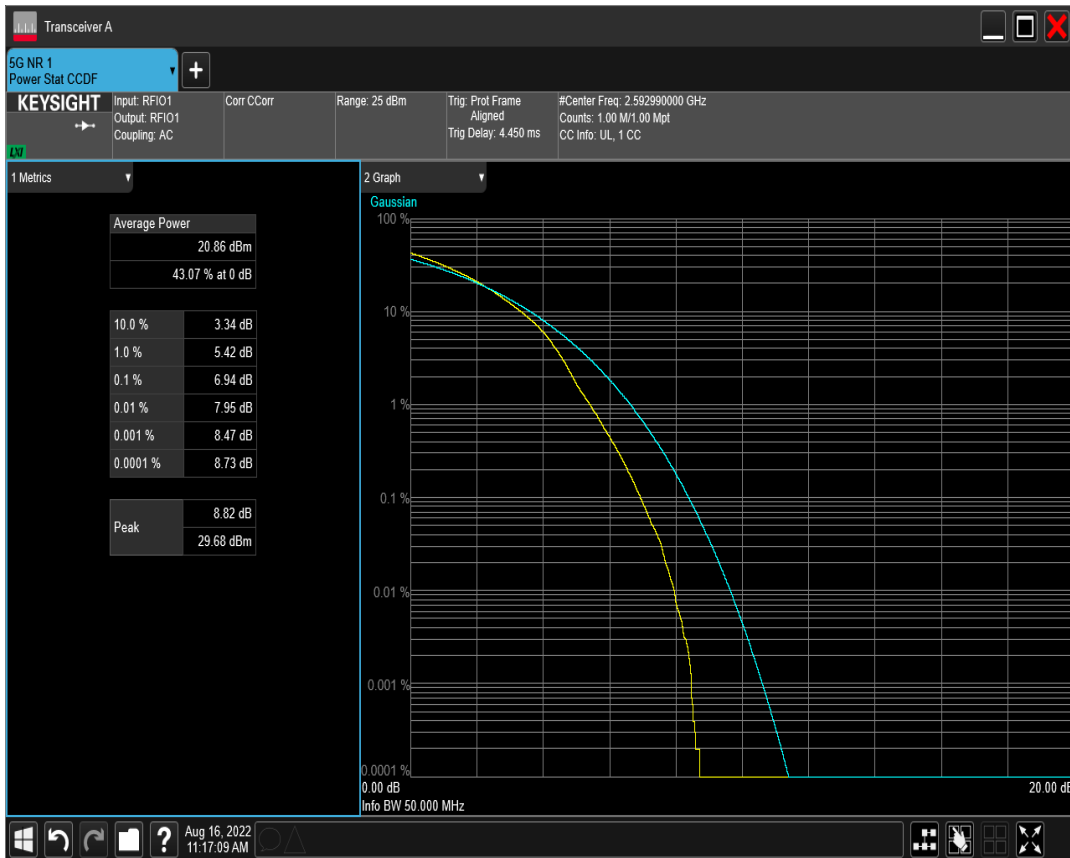 Transceiver A
5G NR 1
Power Stat CCDF
+
KEYSIGHT
LXI
Input: RFIO1
Output: RFIO1
Coupling: AC
Corr CCorr
Range: 25 dBm
Trig: Prot Frame
Aligned
Trig Delay: 4.450 ms
#Center Freq: 2.592990000 GHz
Counts: 1.00 M/1.00 Mpt
CC Info: UL, 1 CC
1 Metrics
Average Power
20.86 dBm
43.07 % at 0 dB
10.0 % 3.34 dB
1.0 % 5.42 dB
0.1 % 6.94 dB
0.01 % 7.95 dB
0.001 % 8.47 dB
0.0001 % 8.73 dB
Peak
8.82 dB
29.68 dBm
2 Graph
Gaussian
100 %
10 %
1 %
0.1 %
0.01 %
0.001 %
0.0001 %
0.00 dB 20.00 dB
Info BW 50.000 MHz
?
Aug 16, 2022
11:17:09 AM